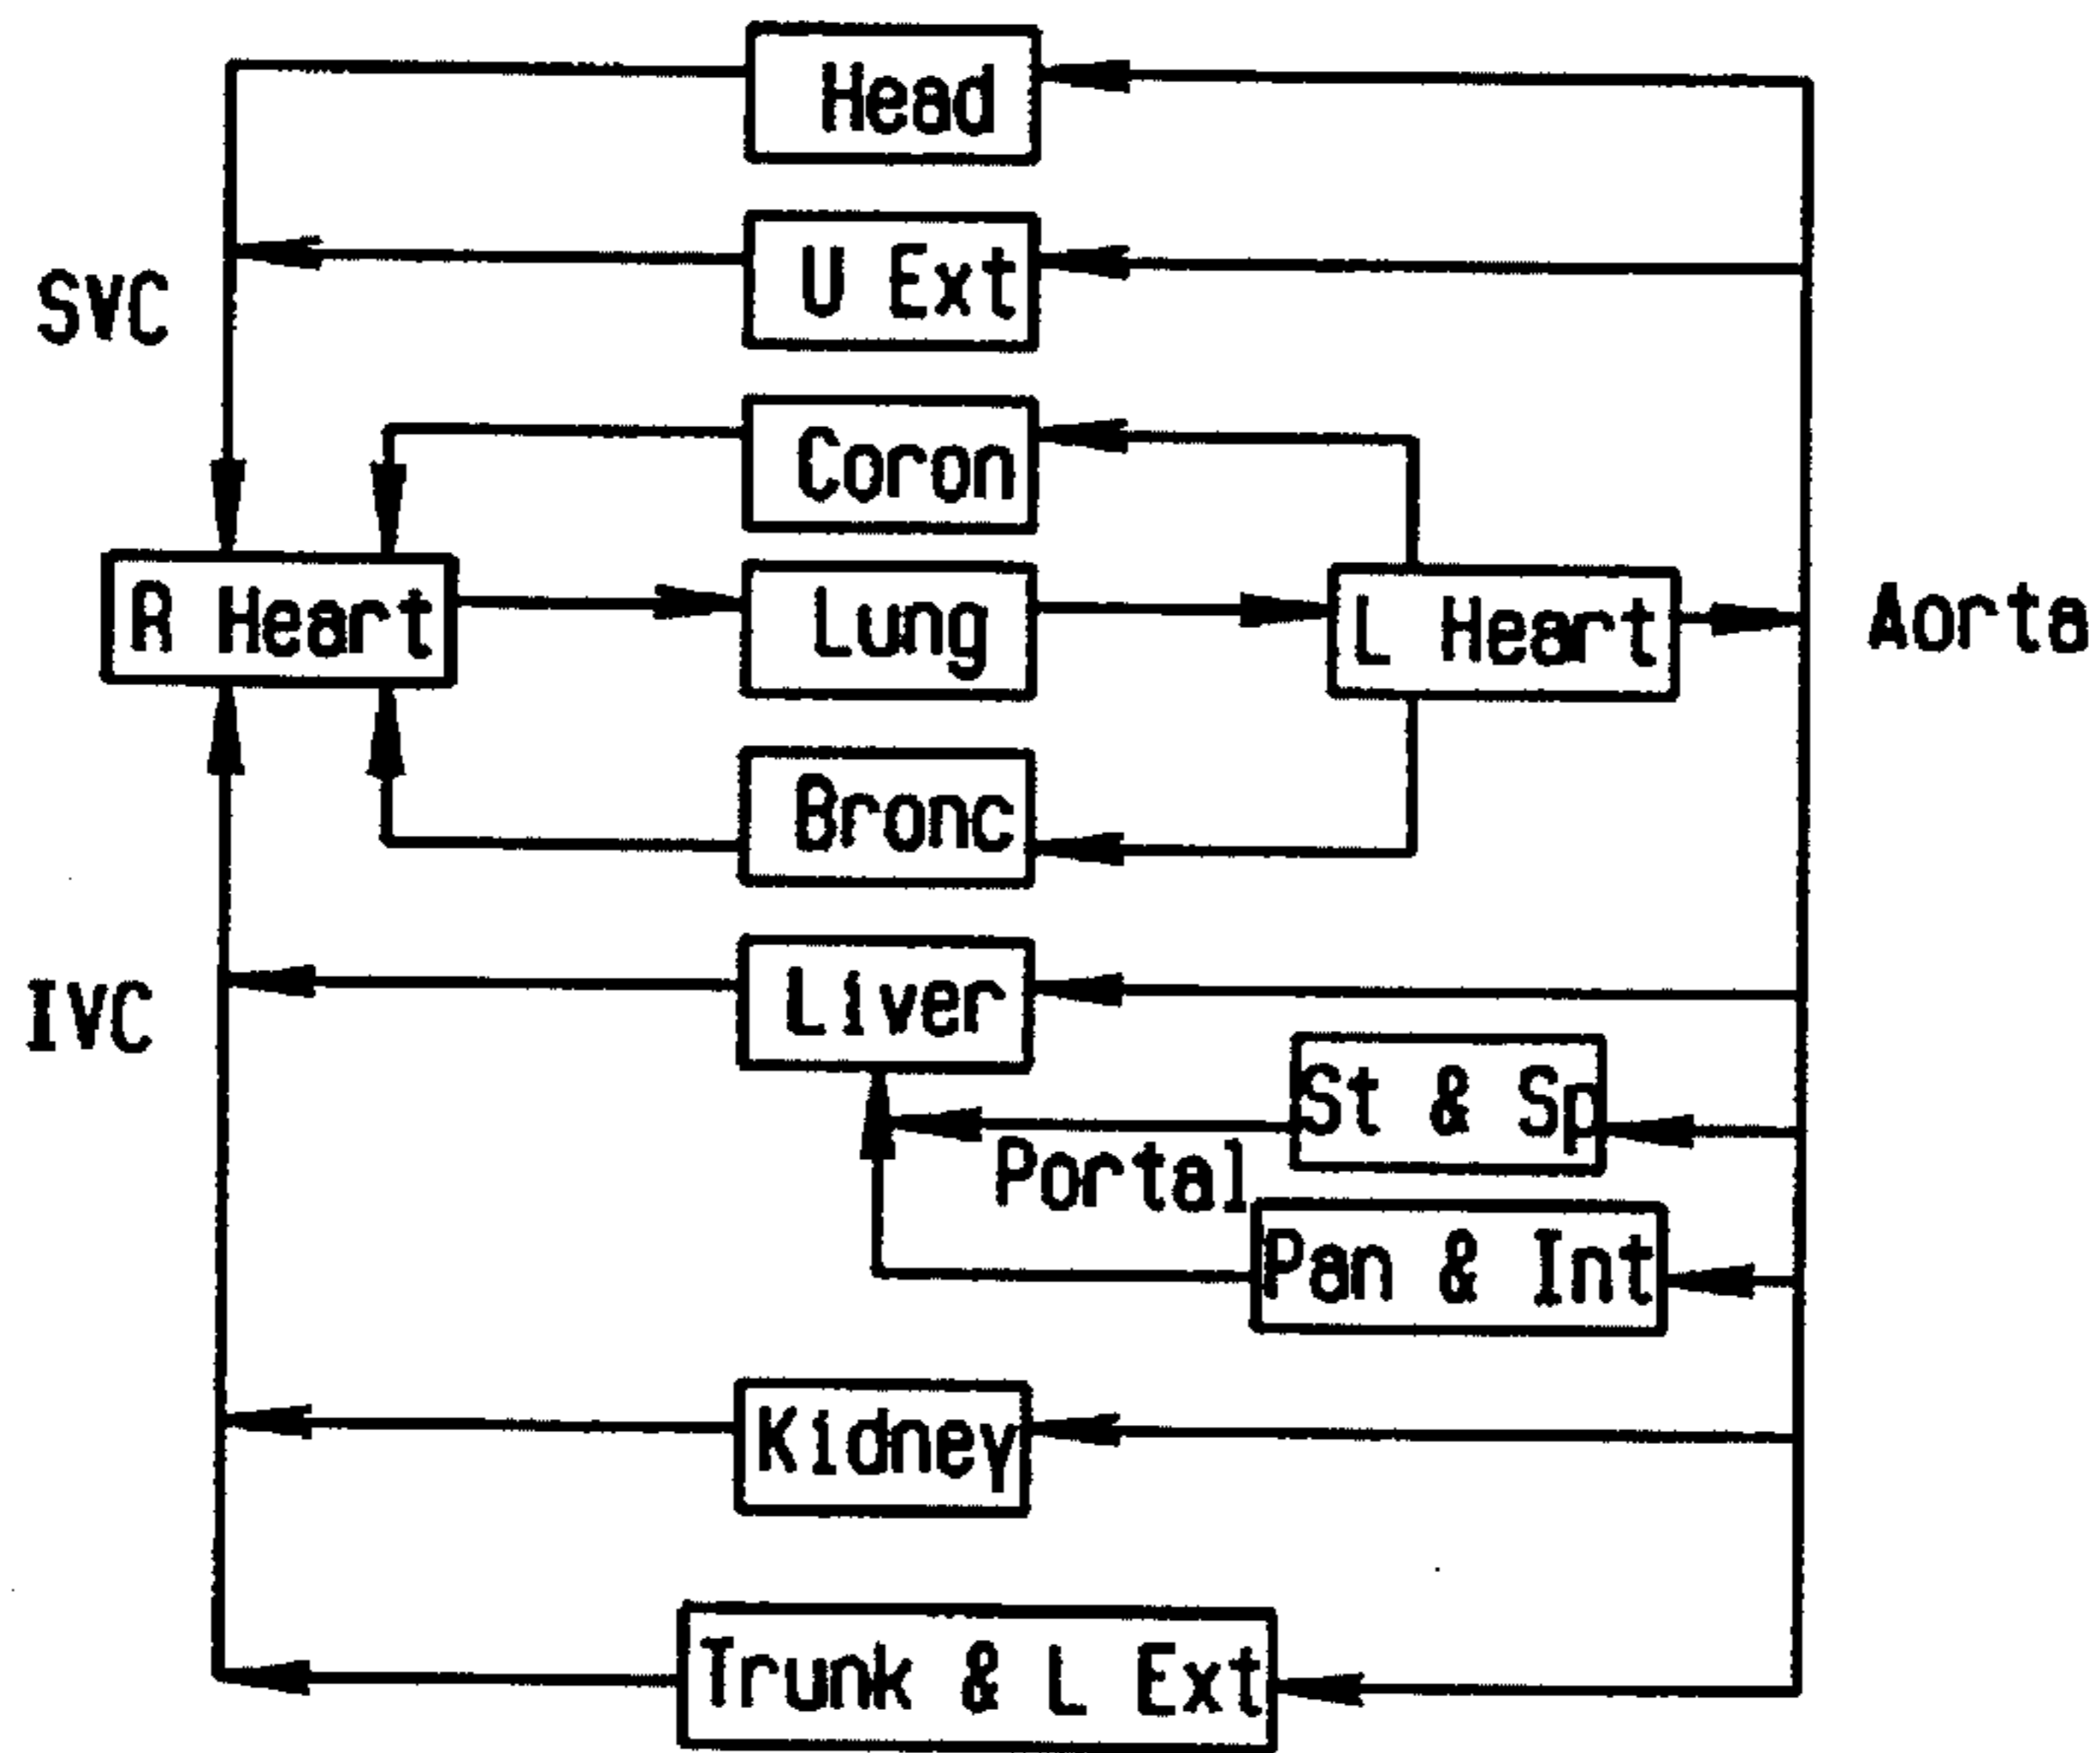 Head
U Ext
SVC
Coron
R Heart
Lung
L Heart
Aorta
Bronc
Liver
IVC
St & Sp
Portal
Pan & Int
Kidney
Trunk & L Ext